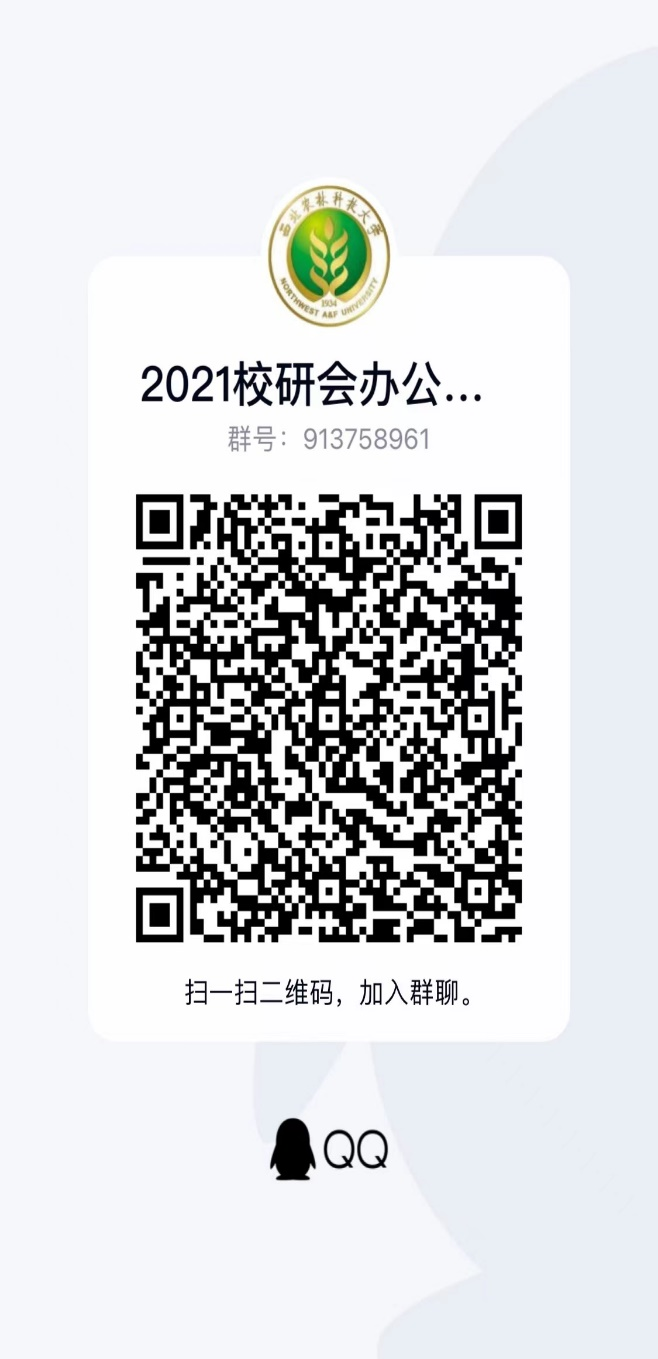 西北农林科技大学
1934
NORTHWEST A&F UNIVERSITY
2021校研会办公...
群号：913758961
扫一扫二维码，加入群聊。
QQ